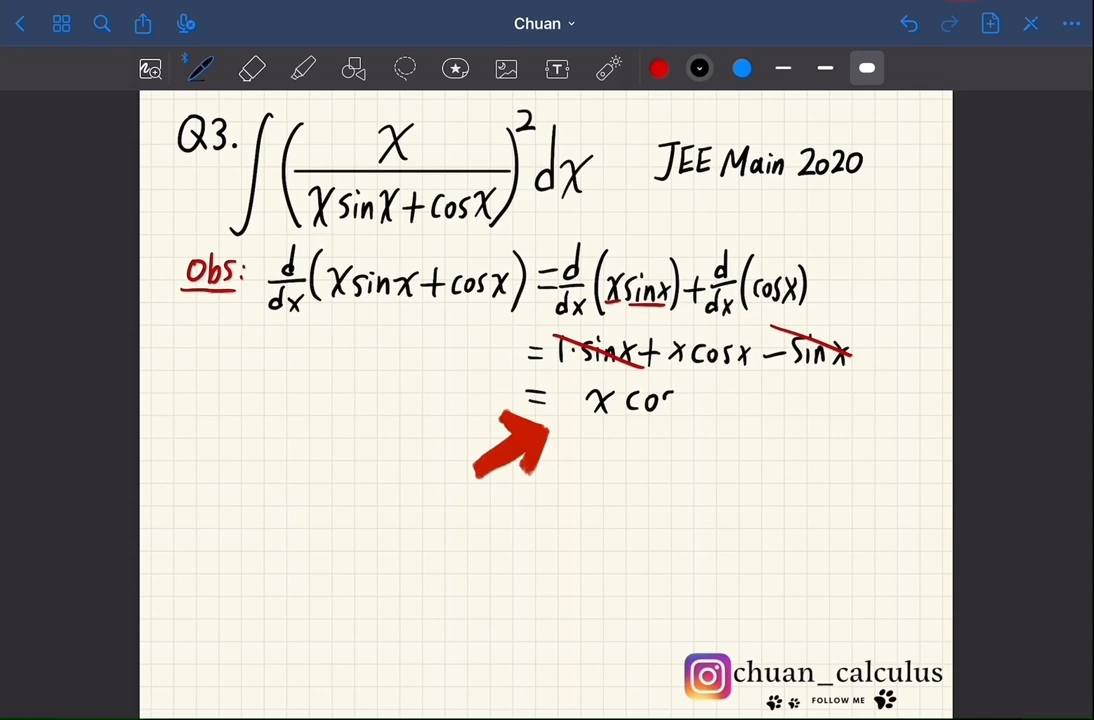 Chuan
Q3. ∫ (x / (x sin x + cos x))² dx JEE Main 2020
Obs: d/dx (x sin x + cos x) = d/dx (x sin x) + d/dx (cos x)
= 1 · sin x + x cos x − sin x
= x cos
chuan_calculus
FOLLOW ME